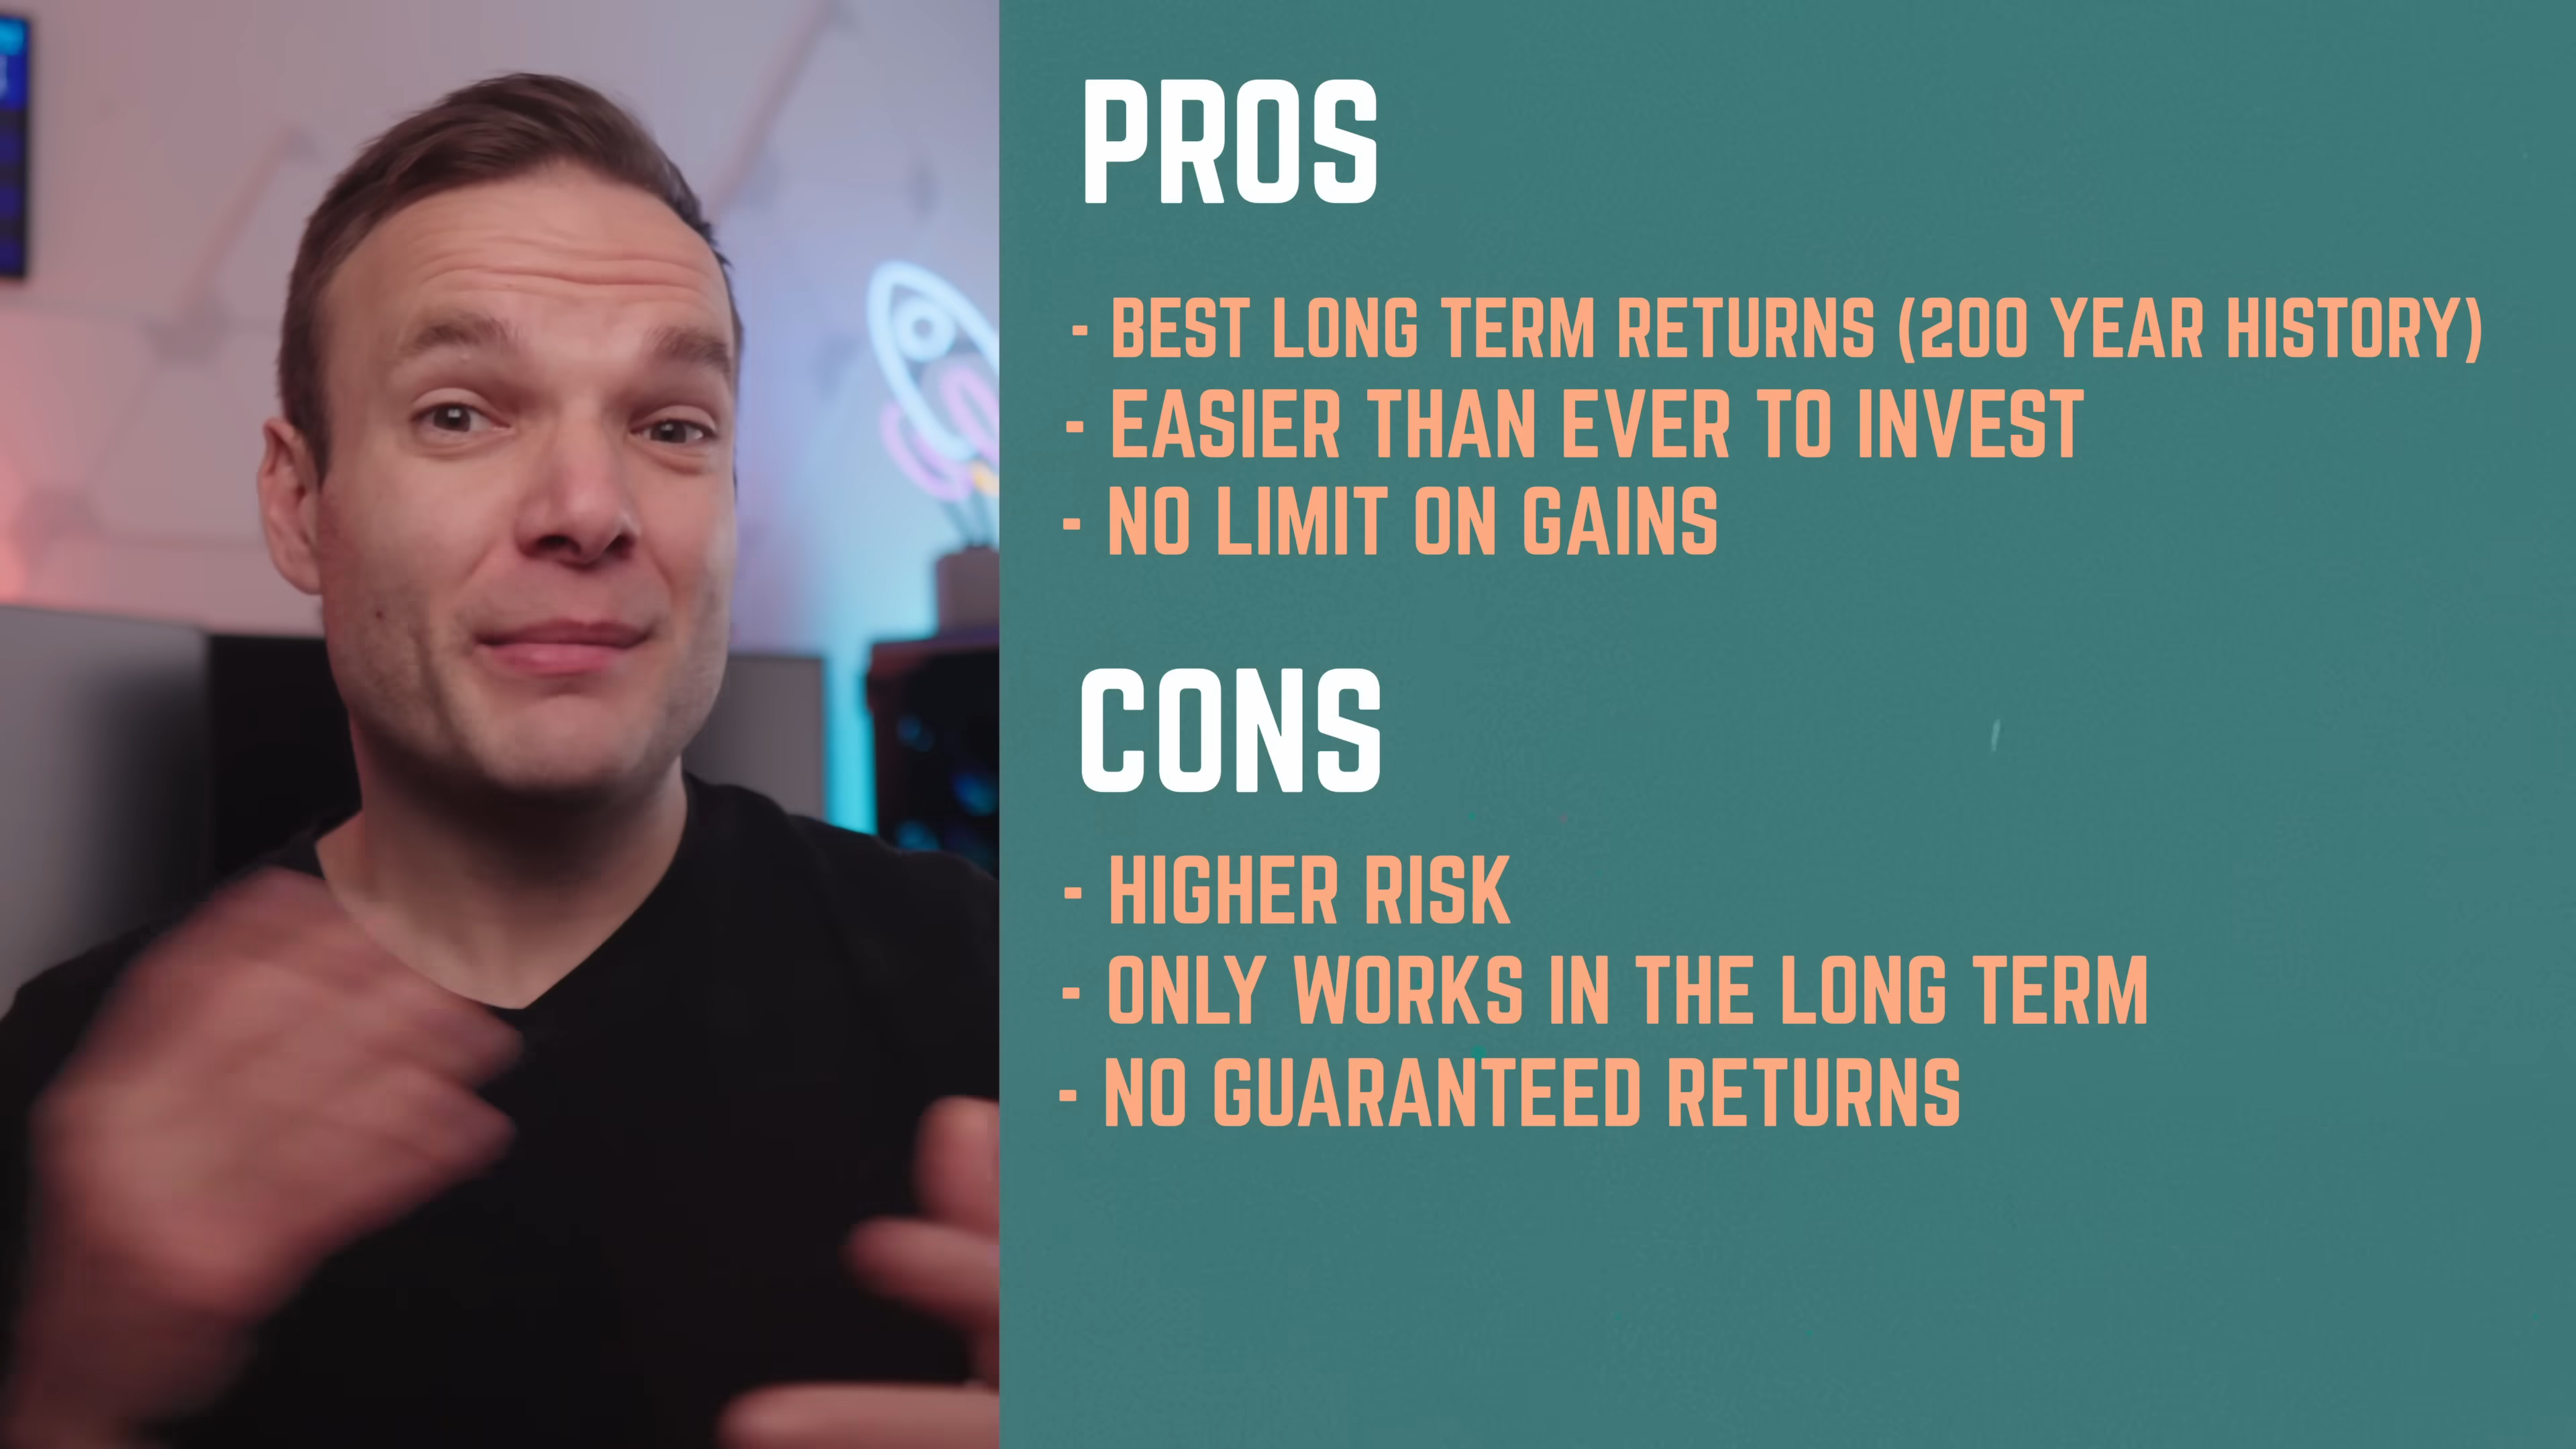 PROS
- BEST LONG TERM RETURNS (200 YEAR HISTORY)
- EASIER THAN EVER TO INVEST
- NO LIMIT ON GAINS
CONS
- HIGHER RISK
- ONLY WORKS IN THE LONG TERM
- NO GUARANTEED RETURNS